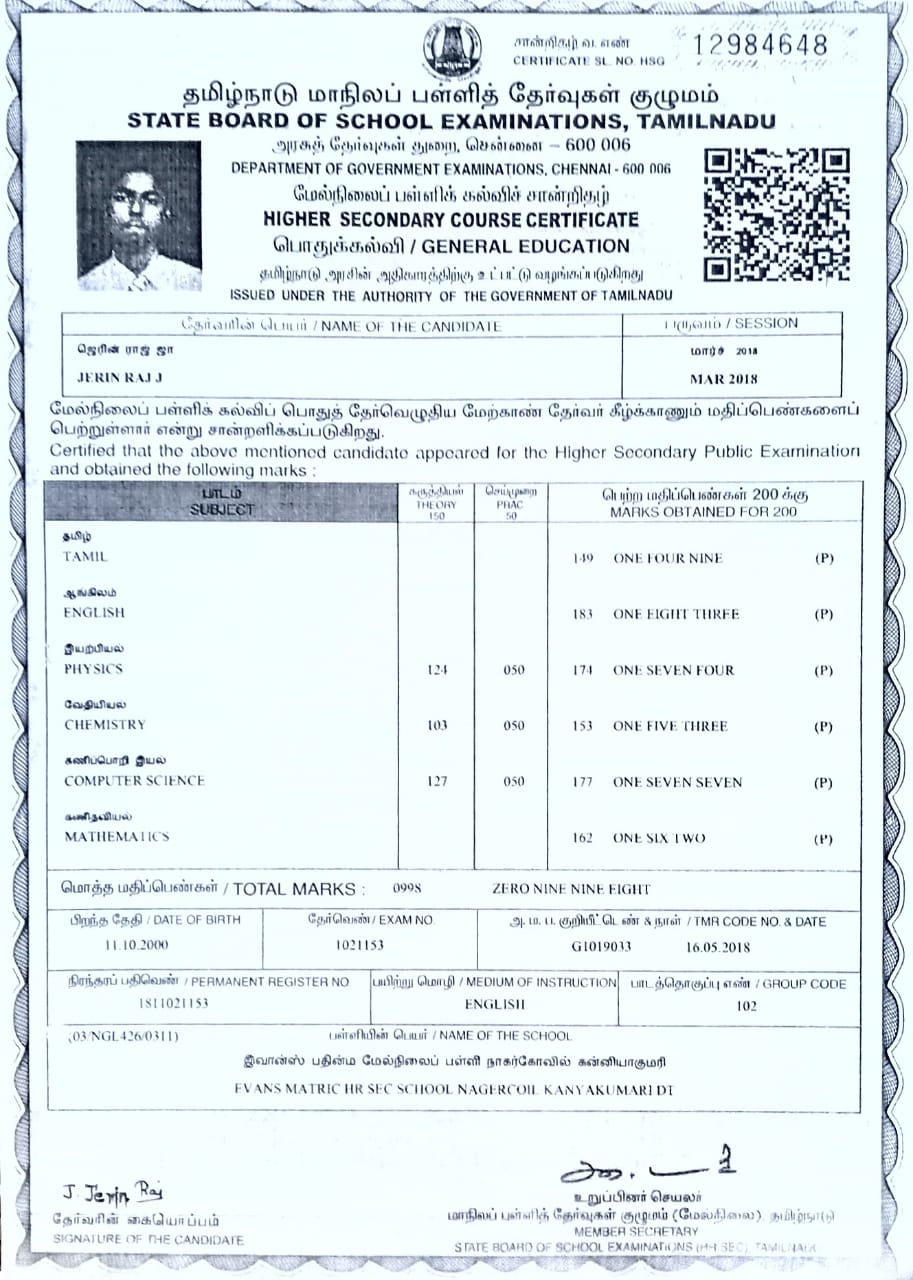 சான்றிதழ் வ. எண்
CERTIFICATE SL. NO. HSG 12984648
தமிழ்நாடு மாநிலப் பள்ளித் தேர்வுகள் குழுமம்
STATE BOARD OF SCHOOL EXAMINATIONS, TAMILNADU
அரசுத் தேர்வுகள் துறை, சென்னை – 600 006
DEPARTMENT OF GOVERNMENT EXAMINATIONS, CHENNAI - 600 006
மேல்நிலைப் பள்ளிக் கல்விச் சான்றிதழ்
HIGHER SECONDARY COURSE CERTIFICATE
பொதுக்கல்வி / GENERAL EDUCATION
தமிழ்நாடு அரசின் அதிகாரத்திற்கு உட்பட்டு வழங்கப்படுகிறது
ISSUED UNDER THE AUTHORITY OF THE GOVERNMENT OF TAMILNADU
தேர்வரின் பெயர் / NAME OF THE CANDIDATE பருவம் / SESSION
ஜெரின் ராஜ் ஜா மார்ச் 2018
JERIN RAJ J MAR 2018
மேல்நிலைப் பள்ளிக் கல்விப் பொதுத் தேர்வெழுதிய மேற்காண் தேர்வர் கீழ்க்காணும் மதிப்பெண்களைப்
பெற்றுள்ளார் என்று சான்றளிக்கப்படுகிறது.
Certified that the above mentioned candidate appeared for the Higher Secondary Public Examination
and obtained the following marks :
பாடம் கருத்தியல் செய்முறை பெற்ற மதிப்பெண்கள் 200 க்கு
SUBJECT THEORY PRAC MARKS OBTAINED FOR 200
150 50
தமிழ்
TAMIL 149 ONE FOUR NINE (P)
ஆங்கிலம்
ENGLISH 183 ONE EIGHT THREE (P)
இயற்பியல்
PHYSICS 124 050 174 ONE SEVEN FOUR (P)
வேதியியல்
CHEMISTRY 103 050 153 ONE FIVE THREE (P)
கணிப்பொறி இயல்
COMPUTER SCIENCE 127 050 177 ONE SEVEN SEVEN (P)
கணிதவியல்
MATHEMATICS 162 ONE SIX TWO (P)
மொத்த மதிப்பெண்கள் / TOTAL MARKS : 0998 ZERO NINE NINE EIGHT
பிறந்த தேதி / DATE OF BIRTH தேர்வெண் / EXAM NO. அ. ம. ப. குறியீட்டெண் & நாள் / TMR CODE NO. & DATE
11.10.2000 1021153 G1019033 16.05.2018
நிரந்தரப் பதிவெண் / PERMANENT REGISTER NO பயிற்று மொழி / MEDIUM OF INSTRUCTION பாடத்தொகுப்பு எண் / GROUP CODE
1811021153 ENGLISH 102
(03/NGL426/0311) பள்ளியின் பெயர் / NAME OF THE SCHOOL
இவான்ஸ் பதின்ம மேல்நிலைப் பள்ளி நாகர்கோவில் கன்னியாகுமரி
EVANS MATRIC HR SEC SCHOOL NAGERCOIL KANYAKUMARI DT
J. Jerin Raj
தேர்வரின் கையொப்பம்
SIGNATURE OF THE CANDIDATE
உறுப்பினர் செயலர்
மாநிலப் பள்ளித் தேர்வுகள் குழுமம் (மேல்நிலை), தமிழ்நாடு
MEMBER SECRETARY
STATE BOARD OF SCHOOL EXAMINATIONS (HR SEC), TAMILNADU